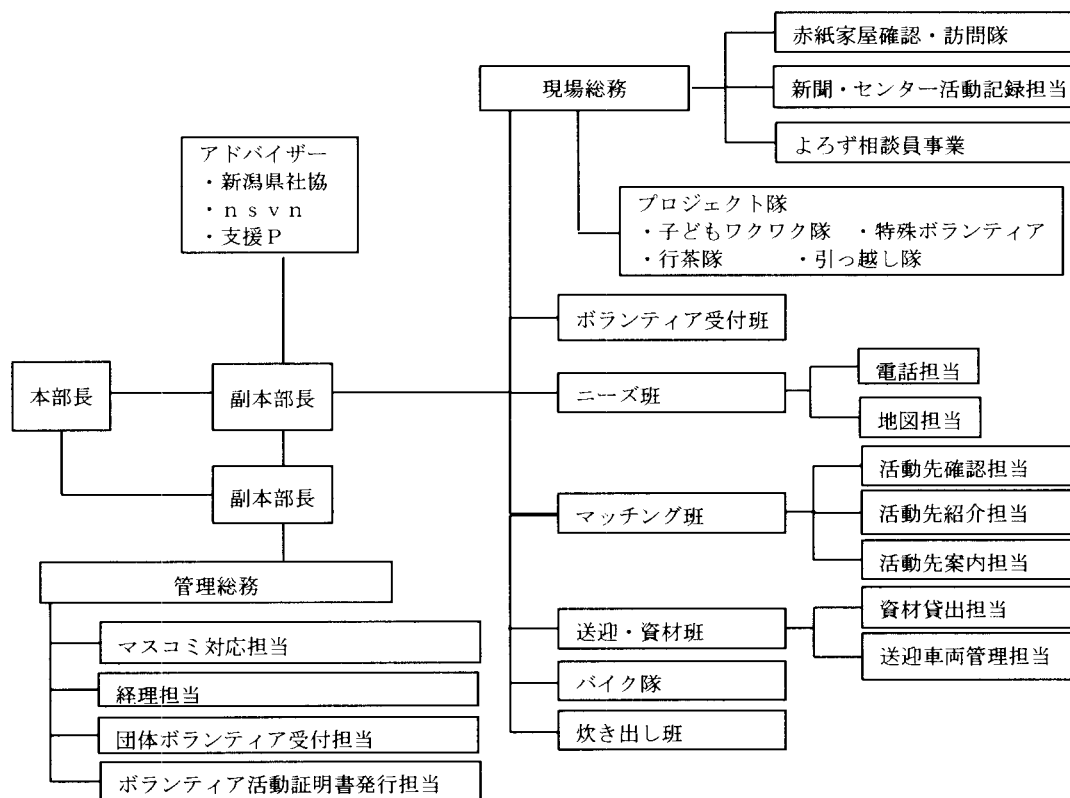 赤紙家屋確認・訪問隊
現場総務
新聞・センター活動記録担当
よろず相談員事業
アドバイザー
・新潟県社協
・ｎｓｖｎ
・支援Ｐ
プロジェクト隊
・子どもワクワク隊　・特殊ボランティア
・行茶隊　　　・引っ越し隊
ボランティア受付班
本部長
副本部長
ニーズ班
電話担当
地図担当
副本部長
マッチング班
活動先確認担当
活動先紹介担当
活動先案内担当
管理総務
マスコミ対応担当
経理担当
団体ボランティア受付担当
ボランティア活動証明書発行担当
送迎・資材班
資材貸出担当
送迎車両管理担当
バイク隊
炊き出し班